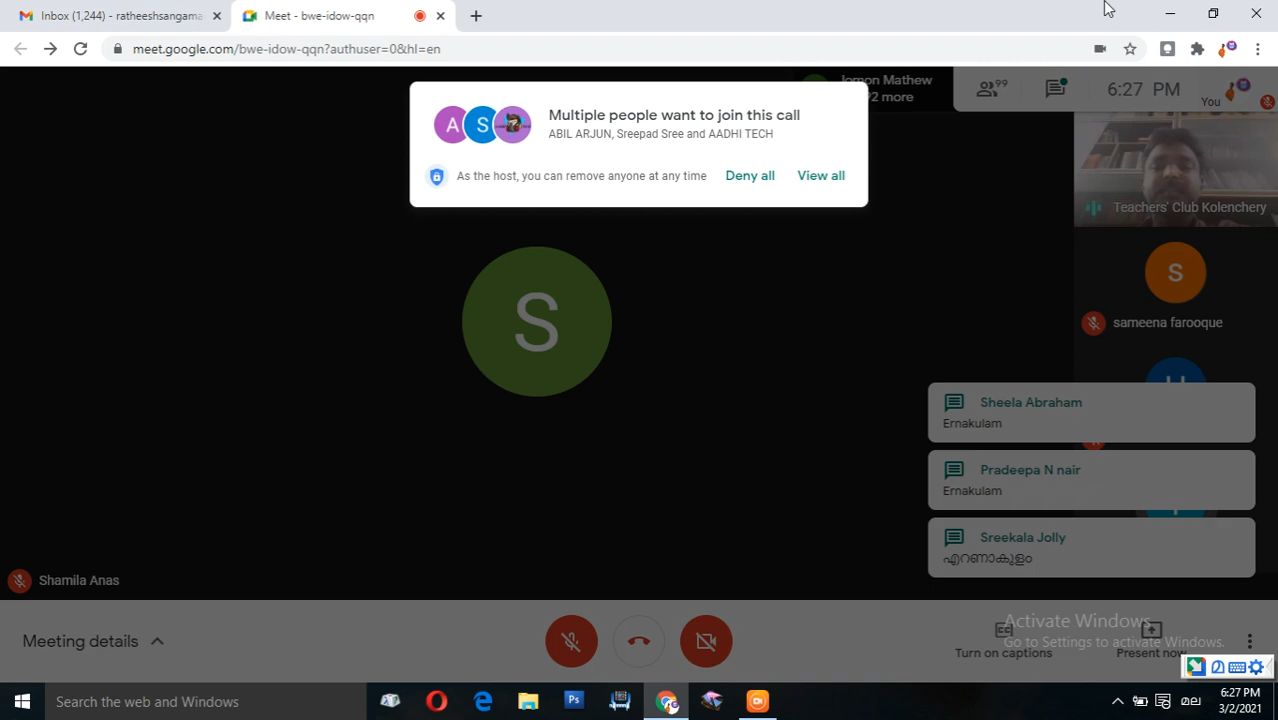 Inbox (1,244) - ratheeshsangama
Meet - bwe-idow-qqn
meet.google.com/bwe-idow-qqn?authuser=0&hl=en
Jomon Mathew
92 more
99
6:27 PM
You
Multiple people want to join this call
ABIL ARJUN, Sreepad Sree and AADHI TECH
As the host, you can remove anyone at any time
Deny all
View all
A
S
Teachers' Club Kolenchery
S
S
sameena farooque
Sheela Abraham
Ernakulam
Pradeepa N nair
Ernakulam
Sreekala Jolly
എറണാകുളം
Shamila Anas
Meeting details
Activate Windows
Go to Settings to activate Windows.
CC
Turn on captions
Present now
Search the web and Windows
Ps
6:27 PM
3/2/2021